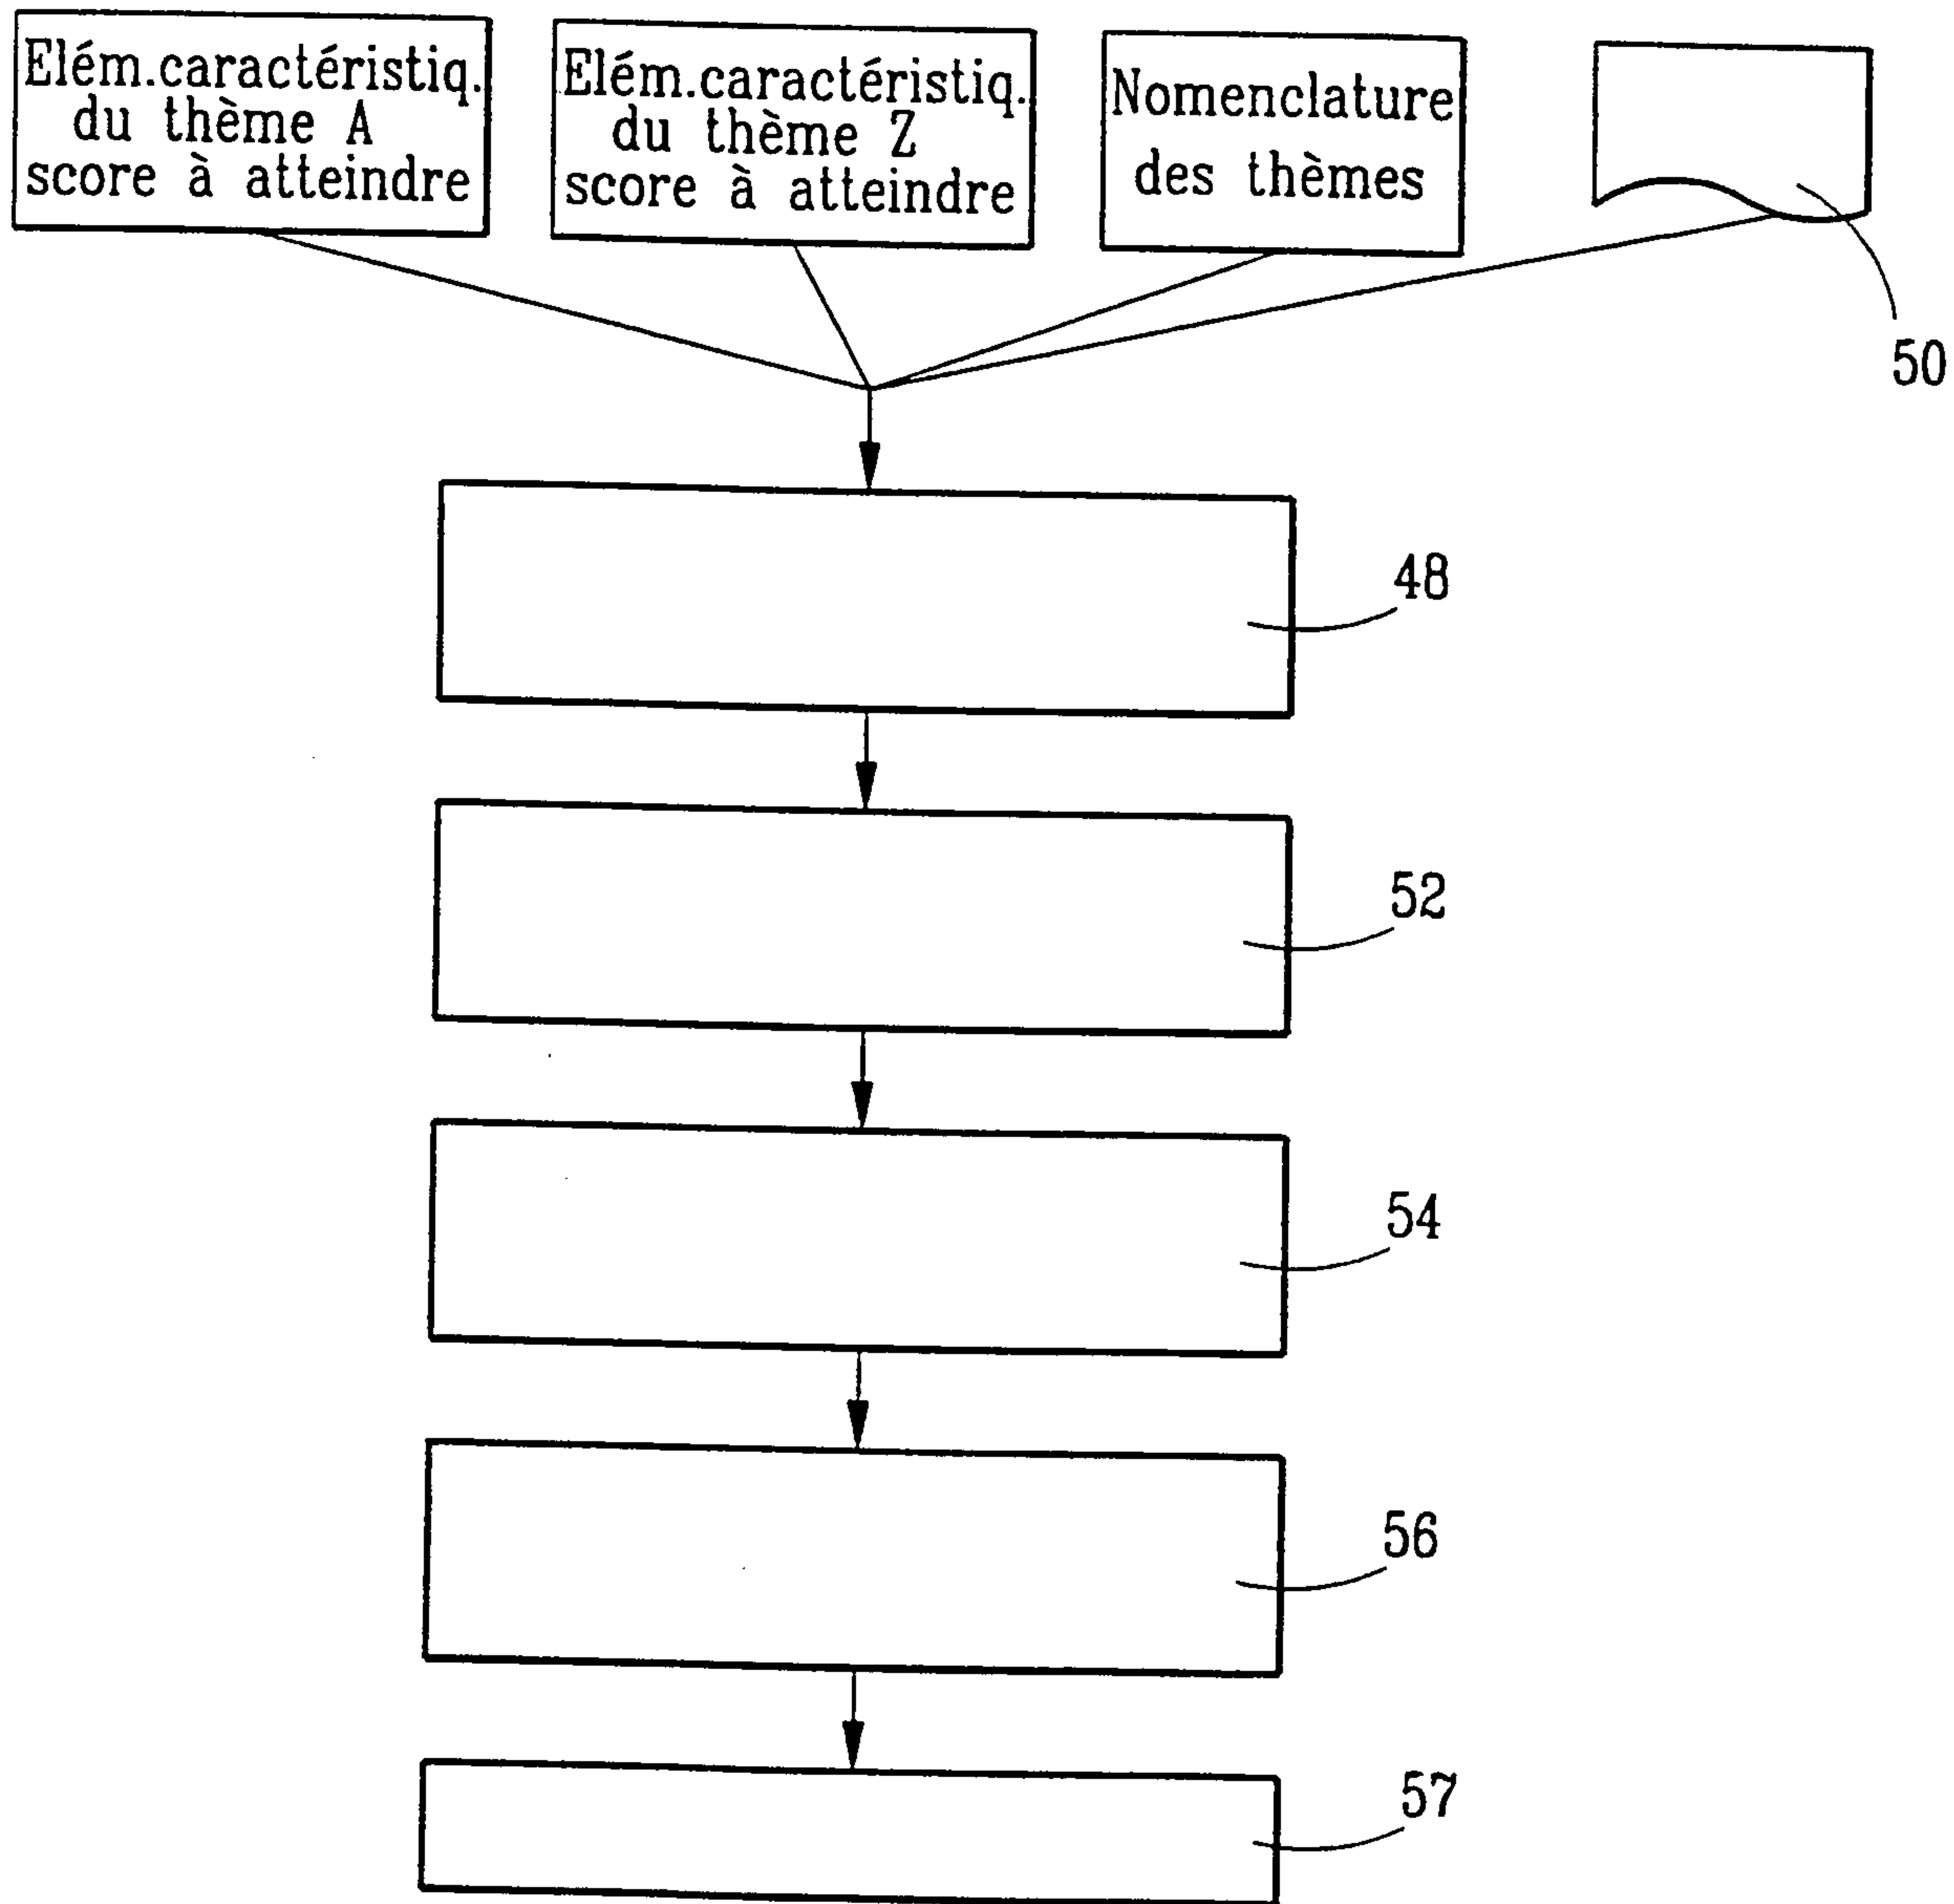 Elém.caractéristiq.
du thème A
score à atteindre
Elém.caractéristiq.
du thème Z
score à atteindre
Nomenclature
des thèmes
50
48
52
54
56
57